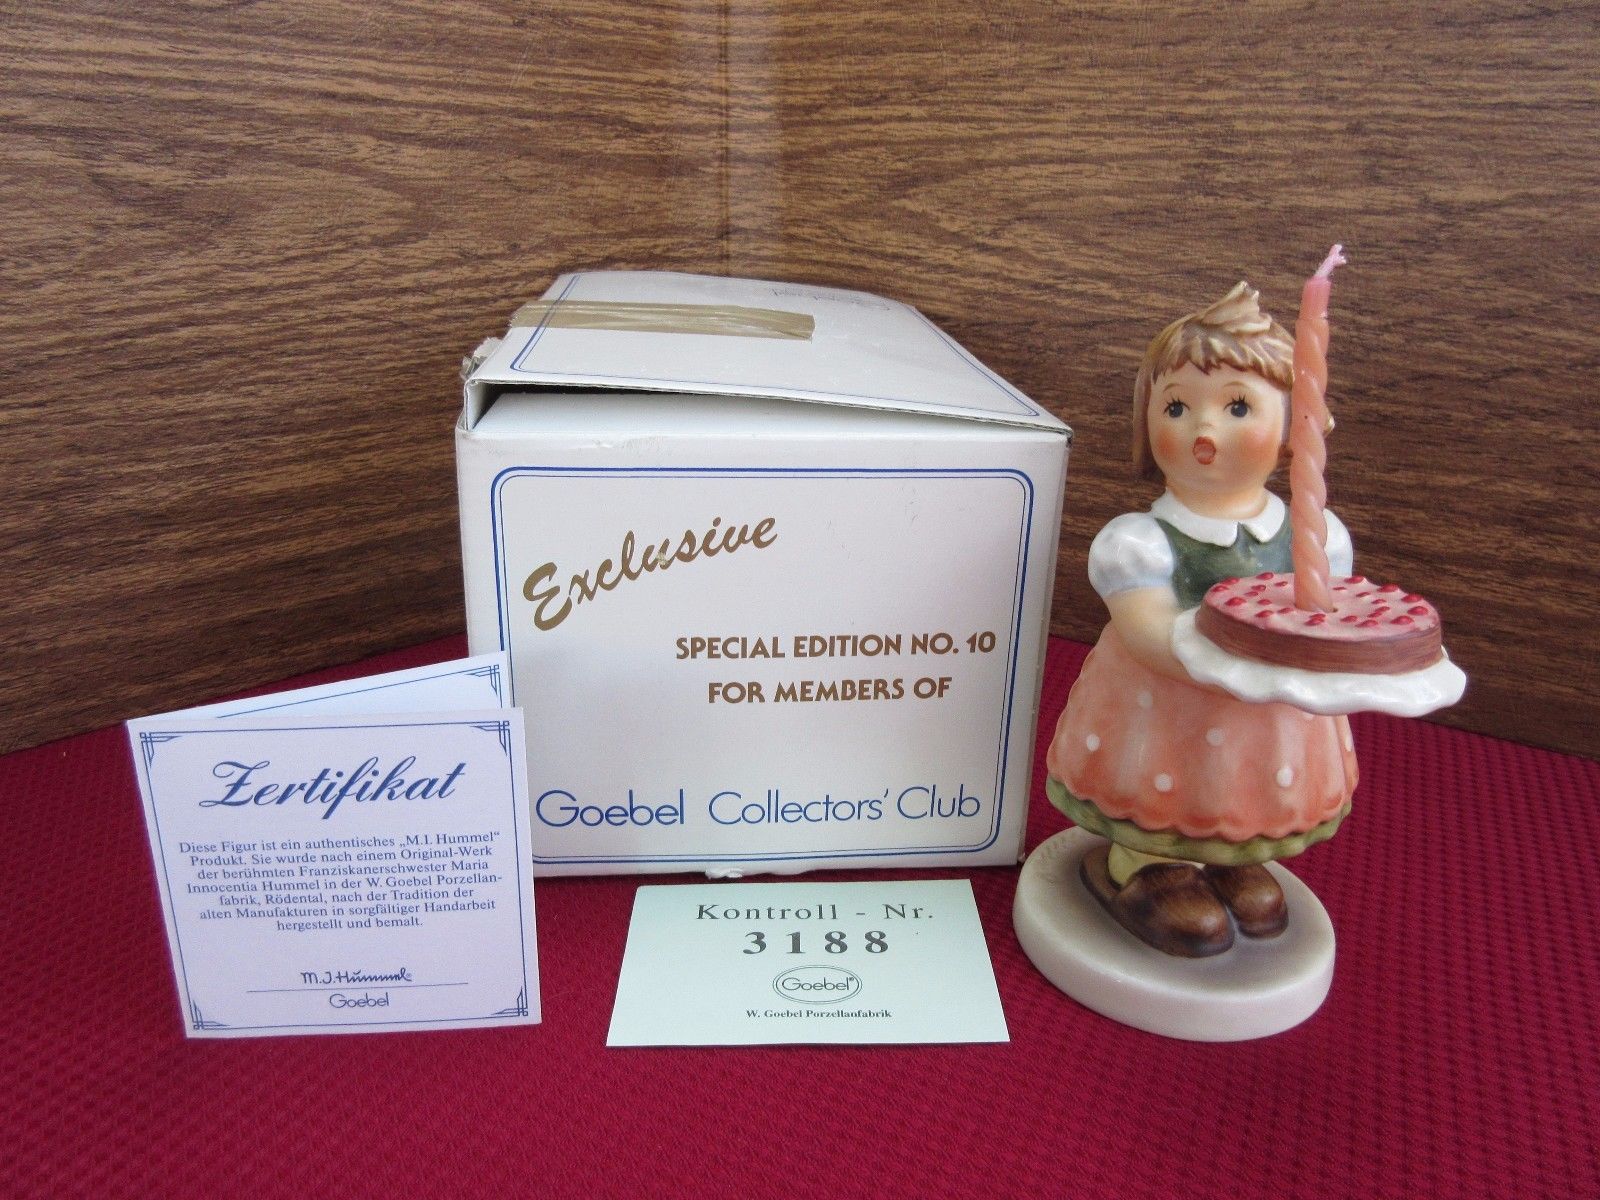 Exclusive
SPECIAL EDITION NO. 10
FOR MEMBERS OF
Goebel Collectors' Club
Zertifikat
Diese Figur ist ein authentisches „M.I. Hummel“
Produkt. Sie wurde nach einem Original-Werk
der berühmten Franziskanerschwester Maria
Innocentia Hummel in der W. Goebel Porzellan-
fabrik, Rödental, nach der Tradition der
alten Manufakturen in sorgfältiger Handarbeit
hergestellt und bemalt.
M.J.Hummel®
Goebel
Kontroll - Nr.
3188
Goebel®
W. Goebel Porzellanfabrik